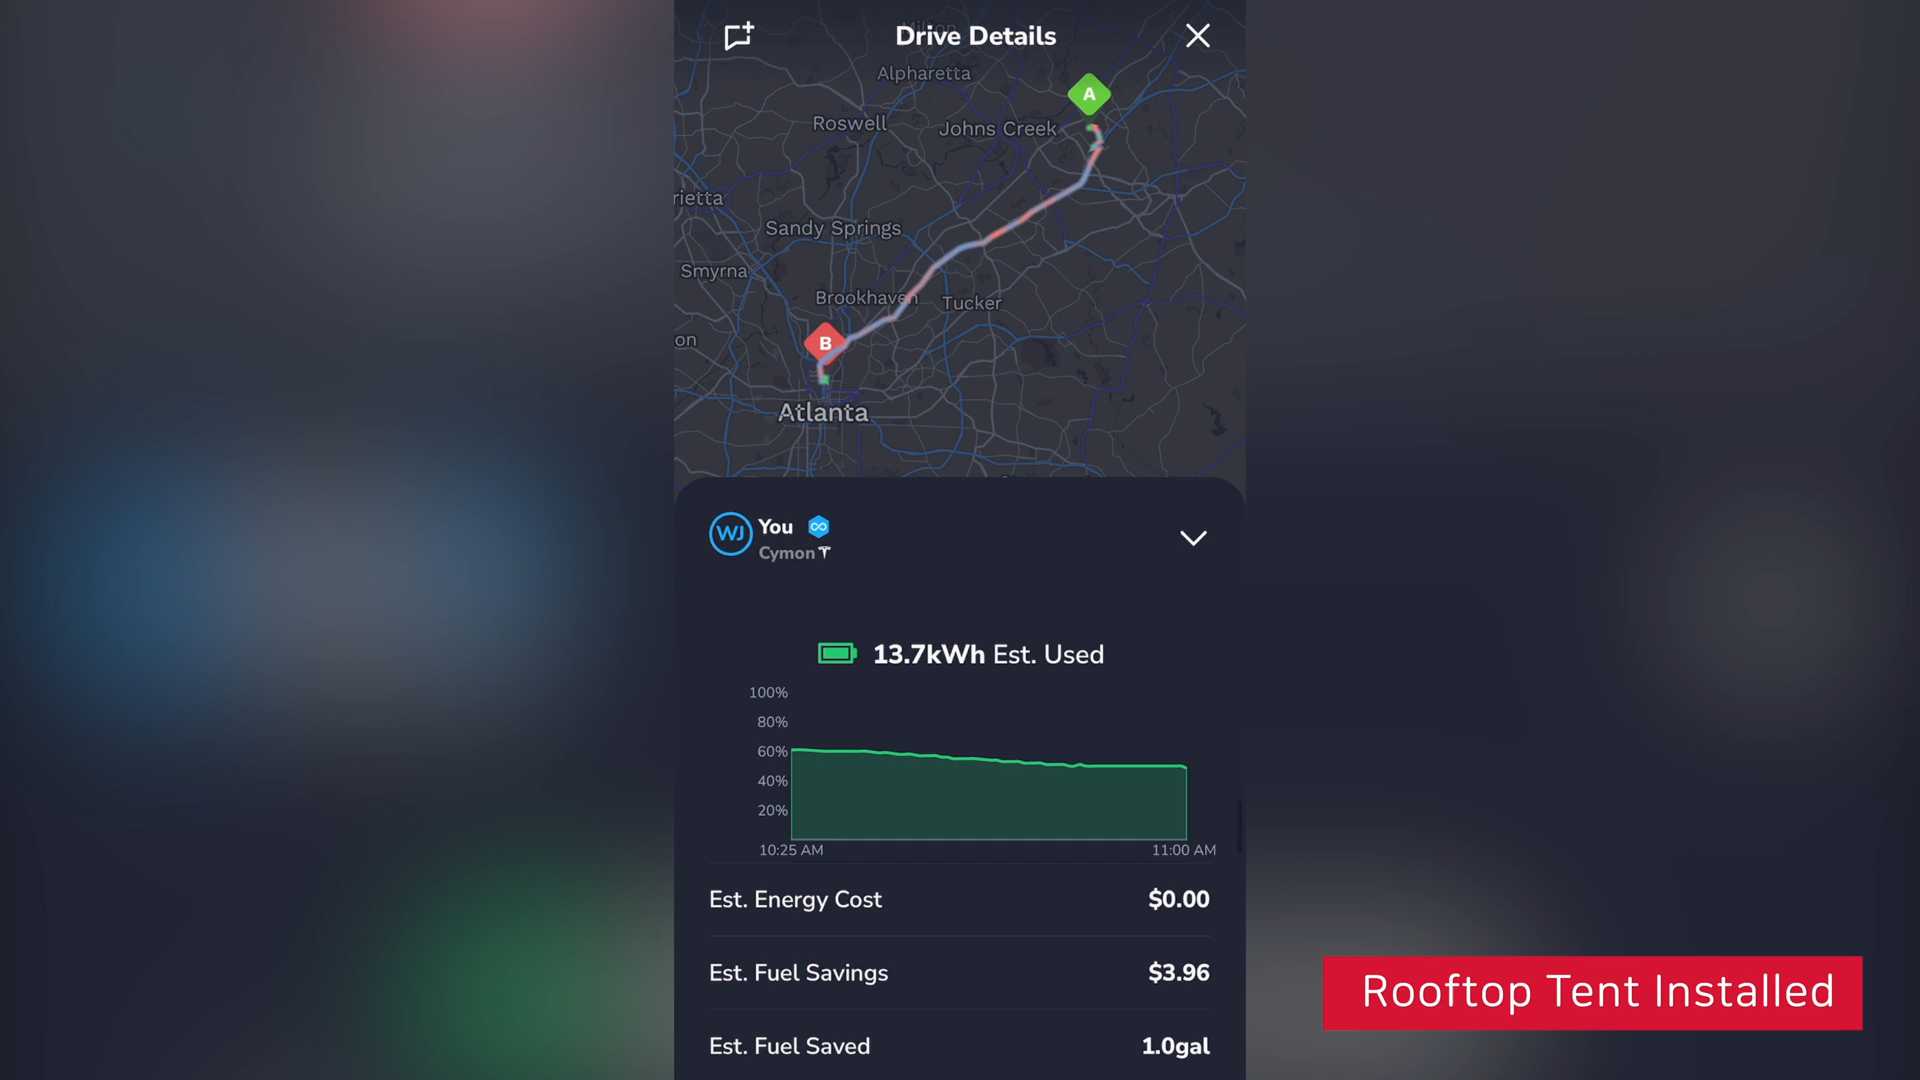 Drive Details
Milton
Alpharetta
A
Roswell
Johns Creek
rietta
Sandy Springs
Smyrna
Brookhaven
Tucker
on
B
Atlanta
WJ
You
Cymon
13.7kWh Est. Used
100%
80%
60%
40%
20%
10:25 AM
11:00 AM
Est. Energy Cost
$0.00
Est. Fuel Savings
$3.96
Rooftop Tent Installed
Est. Fuel Saved
1.0gal